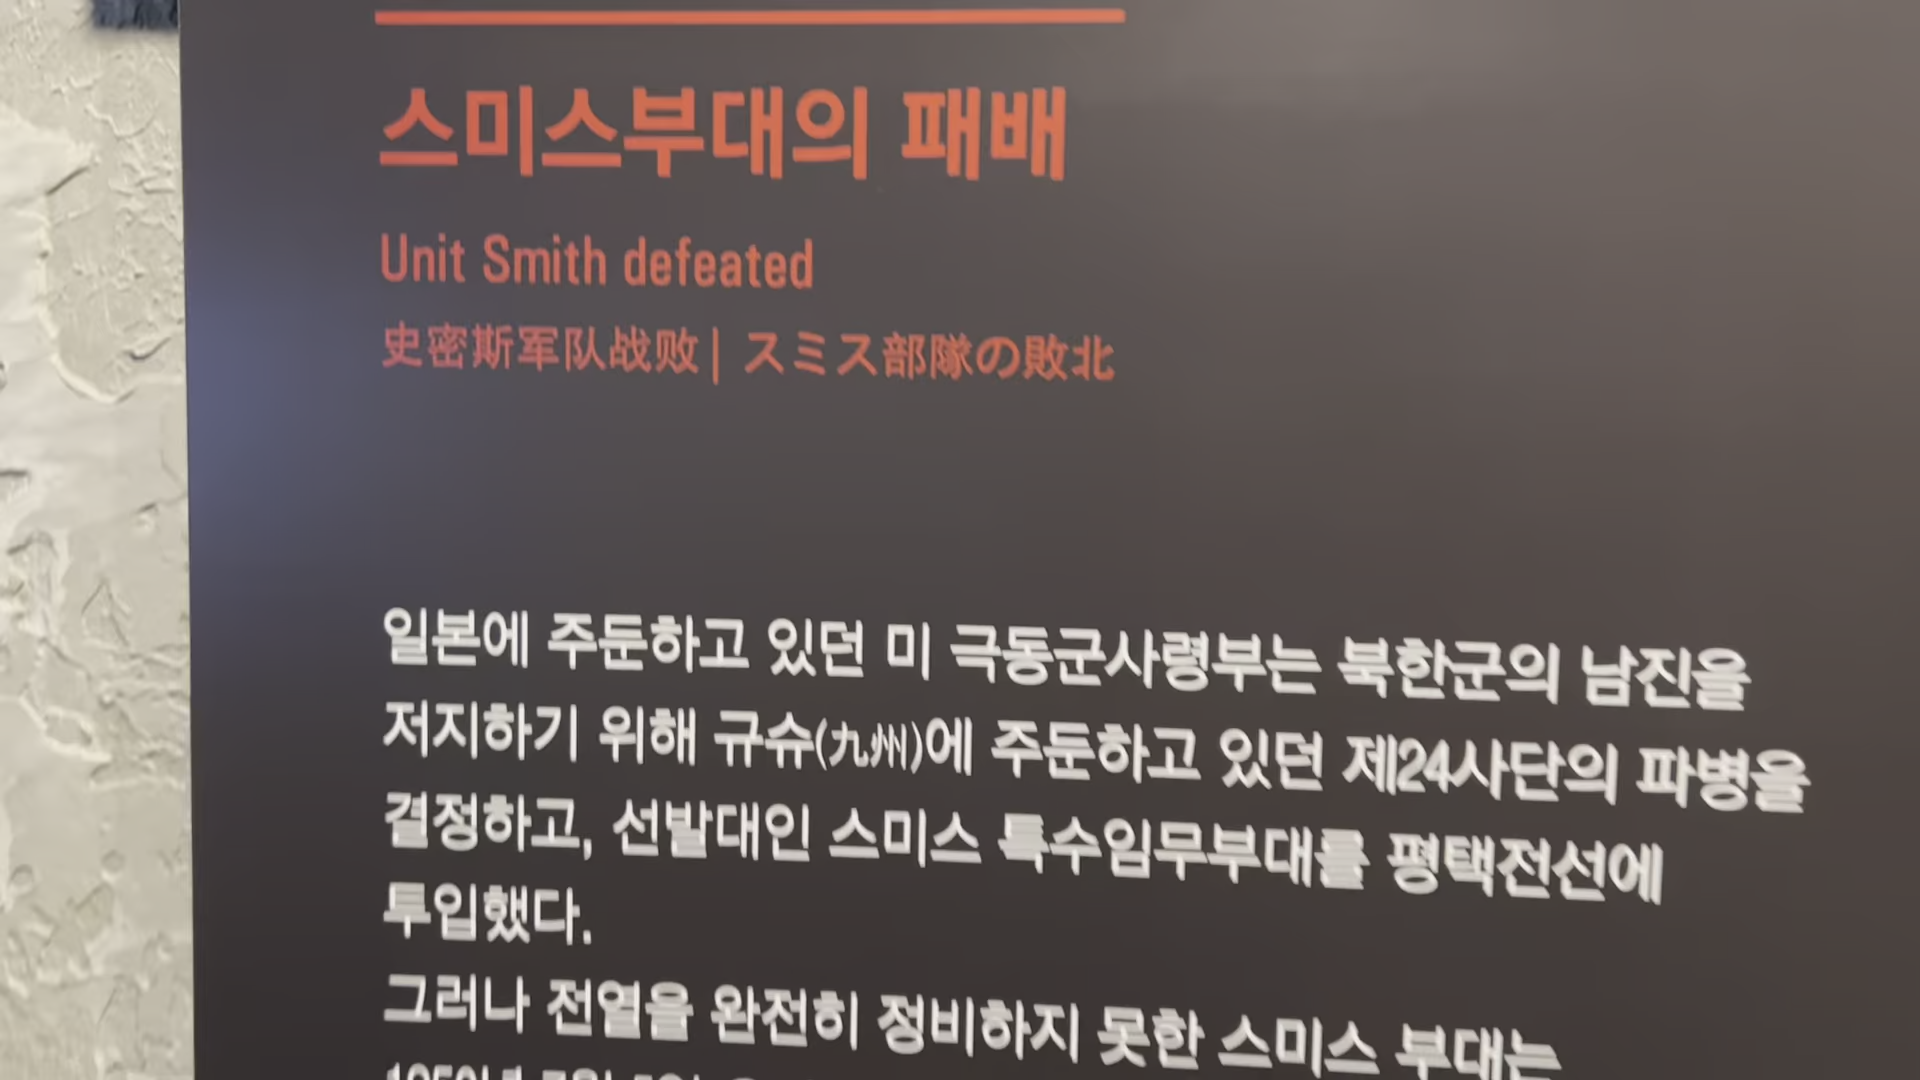 스미스부대의 패배
Unit Smith defeated
史密斯军队战败 | スミス部隊の敗北
일본에 주둔하고 있던 미 극동군사령부는 북한군의 남진을
저지하기 위해 규슈(九州)에 주둔하고 있던 제24사단의 파병을
결정하고, 선발대인 스미스 특수임무부대를 평택전선에
투입했다.
그러나 전열을 완전히 정비하지 못한 스미스 부대는